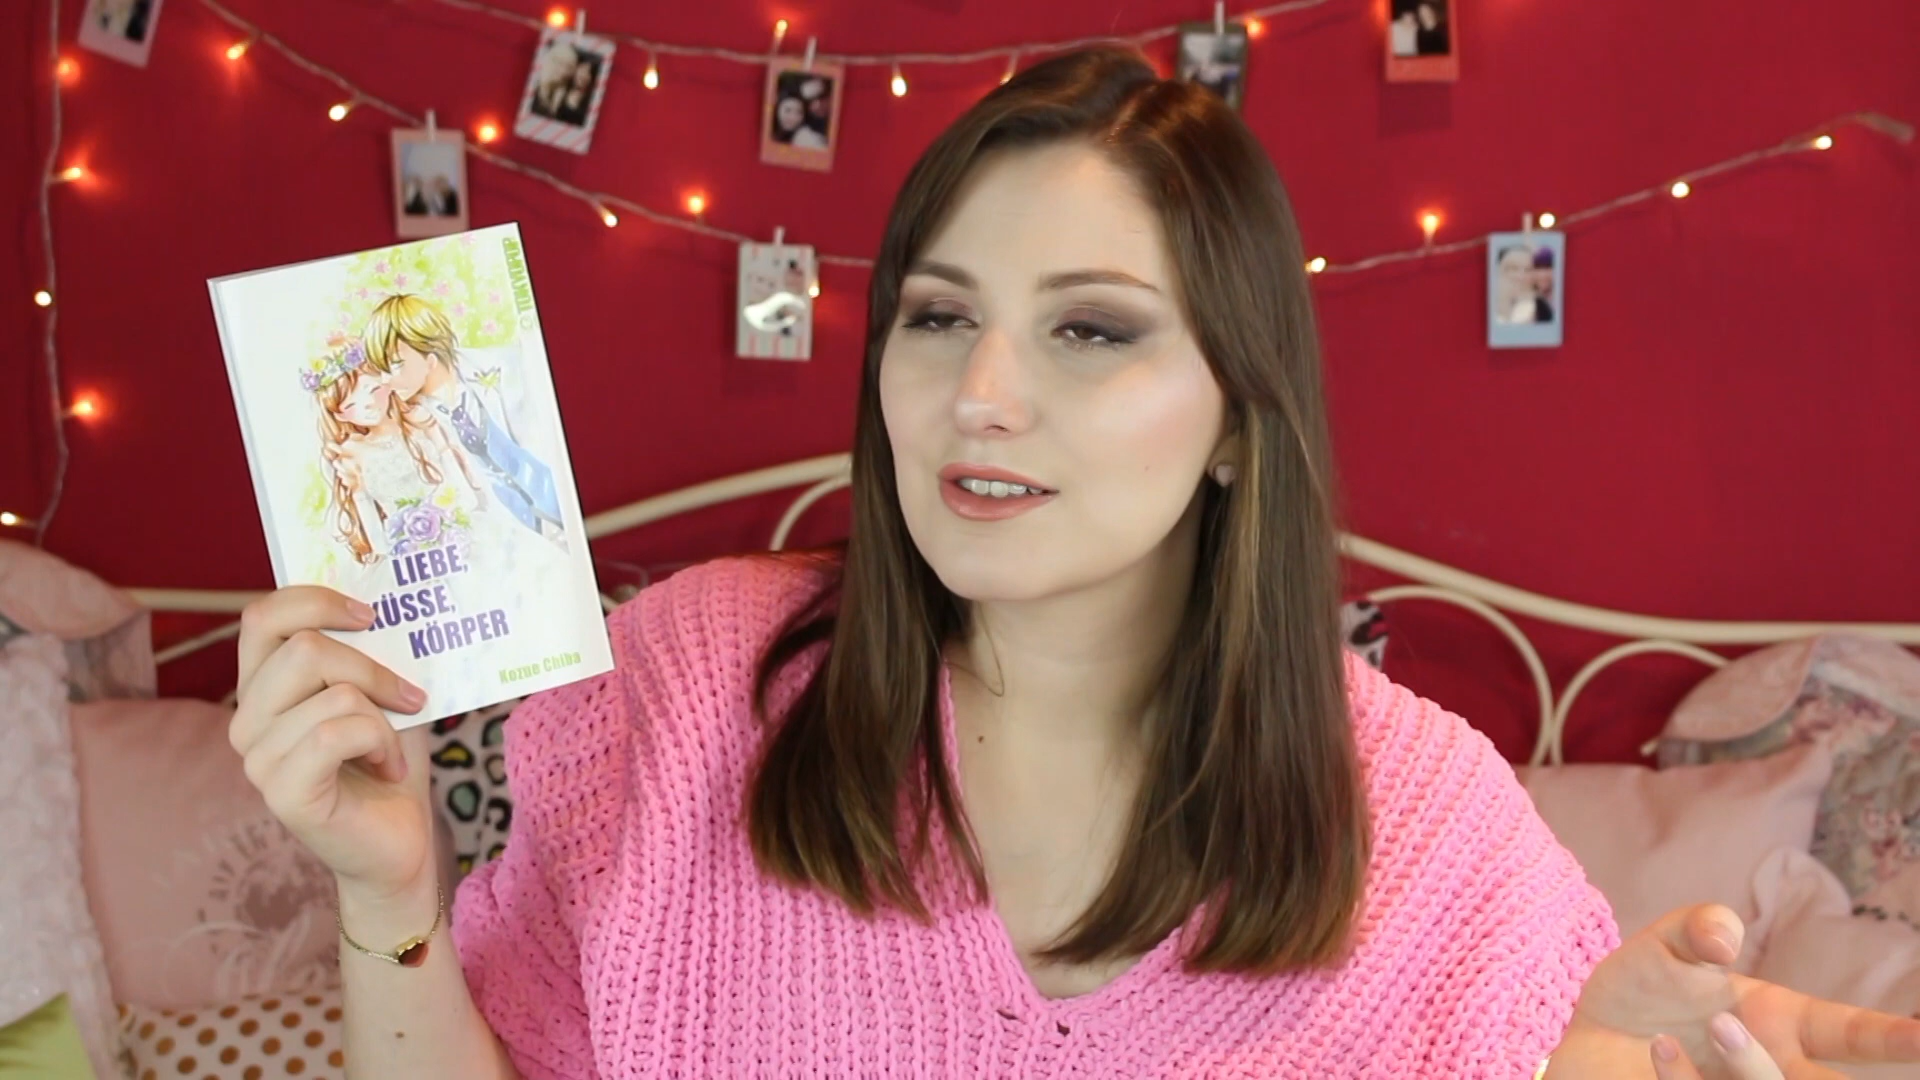 TOKYOPOP
LIEBE,
KÜSSE,
KÖRPER
Kozue Chiba